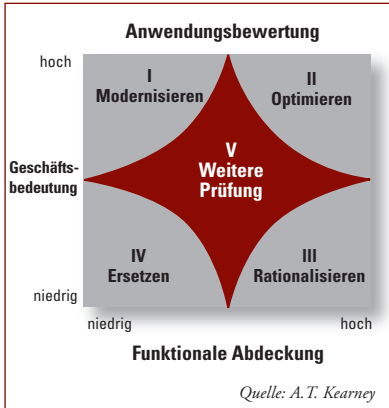 Anwendungsbewertung
hoch
I
Modernisieren
II
Optimieren
Geschäfts-
bedeutung
V
Weitere
Prüfung
IV
Ersetzen
III
Rationalisieren
niedrig
niedrig
hoch
Funktionale Abdeckung
Quelle: A.T. Kearney